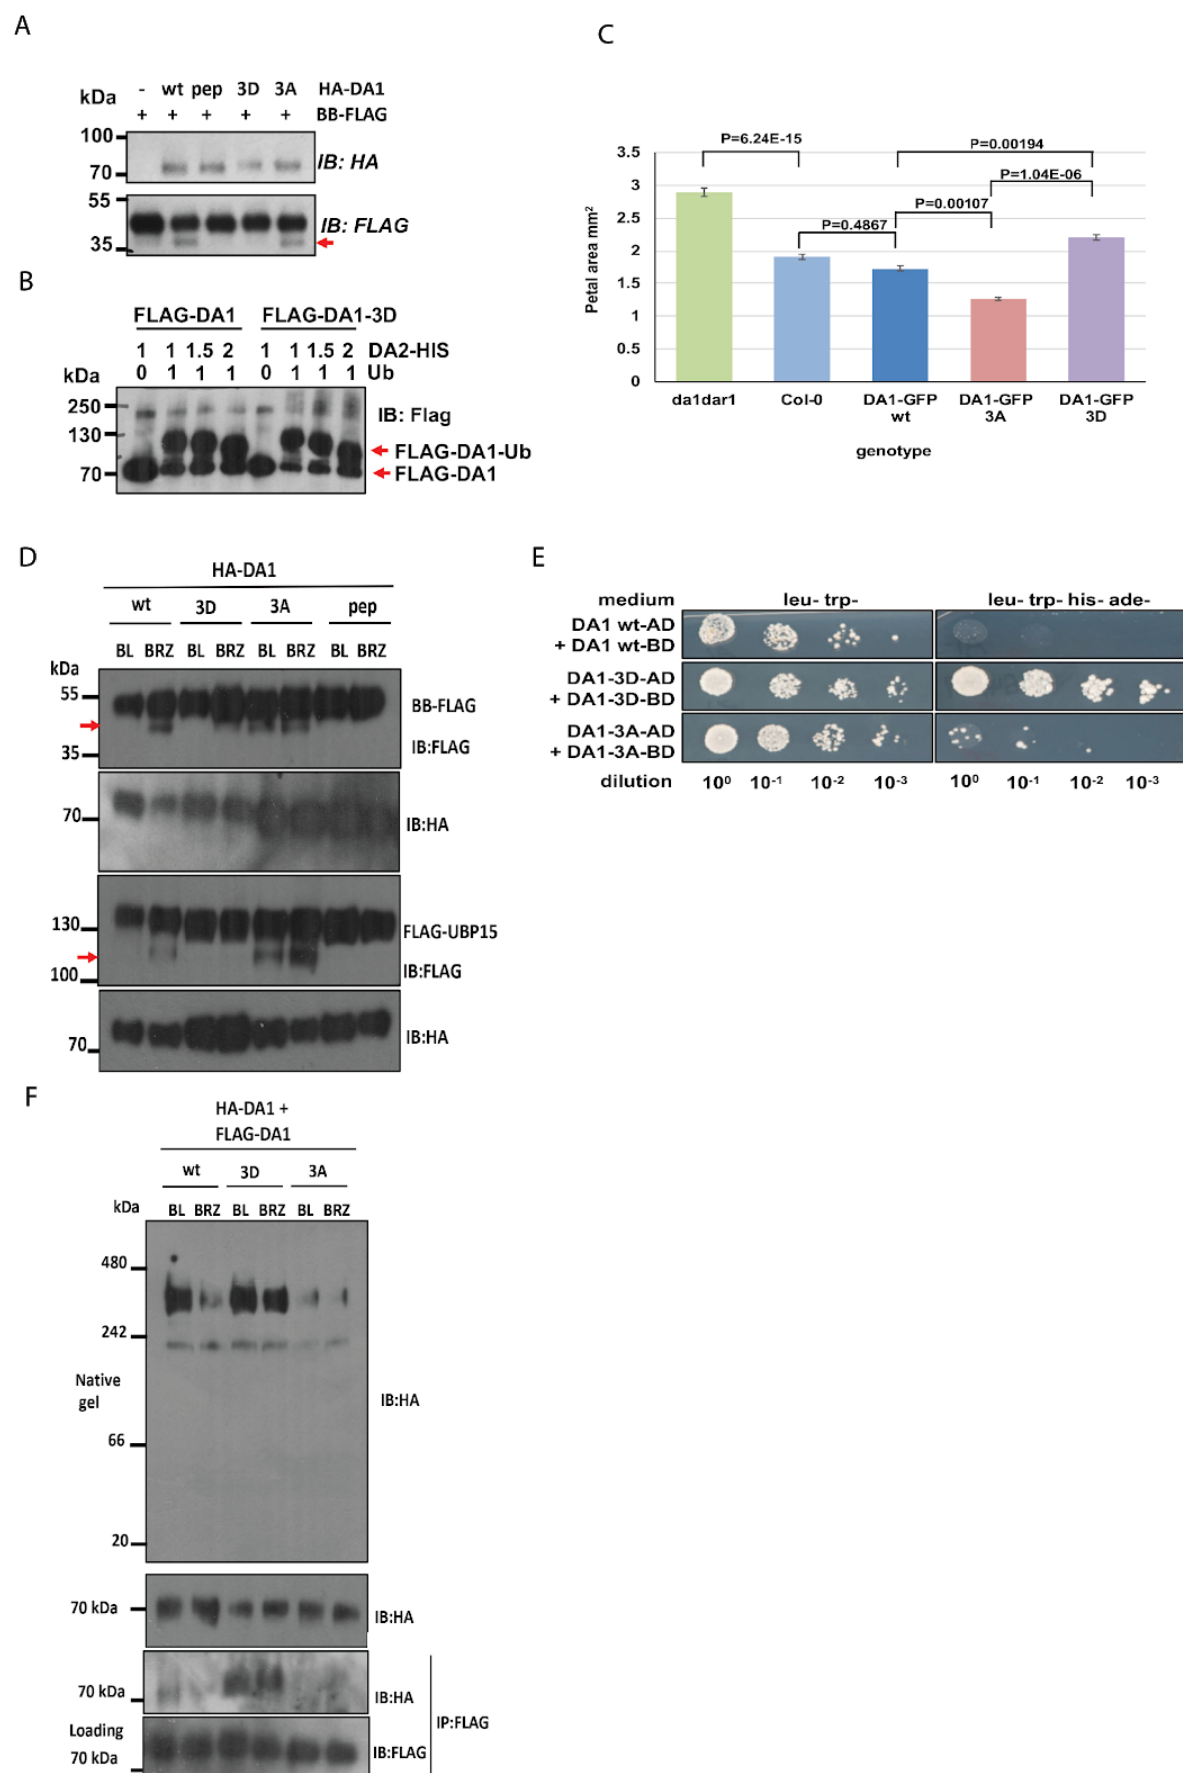 A
- wt pep 3D 3A HA-DA1
kDa
+ + + + + BB-FLAG
100
70
IB: HA
55
35
IB: FLAG
B
FLAG-DA1 FLAG-DA1-3D
1 1 1.5 2 1 1 1.5 2 DA2-HIS
0 1 1 1 0 1 1 1 Ub
kDa
250
130
70
IB: Flag
FLAG-DA1-Ub
FLAG-DA1
C
P=6.24E-15
P=0.00194
P=1.04E-06
P=0.00107
P=0.4867
Petal area mm²
3.5
3
2.5
2
1.5
1
0.5
0
da1dar1 Col-0 DA1-GFP wt DA1-GFP 3A DA1-GFP 3D
genotype
D
HA-DA1
wt 3D 3A pep
BL BRZ BL BRZ BL BRZ BL BRZ
kDa
55
35
BB-FLAG
IB:FLAG
70
IB:HA
130
100
FLAG-UBP15
IB:FLAG
70
IB:HA
E
medium leu- trp- leu- trp- his- ade-
DA1 wt-AD
+ DA1 wt-BD
DA1-3D-AD
+ DA1-3D-BD
DA1-3A-AD
+ DA1-3A-BD
dilution 10⁰ 10⁻¹ 10⁻² 10⁻³ 10⁰ 10⁻¹ 10⁻² 10⁻³
F
HA-DA1 +
FLAG-DA1
wt 3D 3A
kDa BL BRZ BL BRZ BL BRZ
480
242
Native
gel
66
20
IB:HA
70 kDa
IB:HA
70 kDa
IB:HA
IP:FLAG
Loading
70 kDa
IB:FLAG